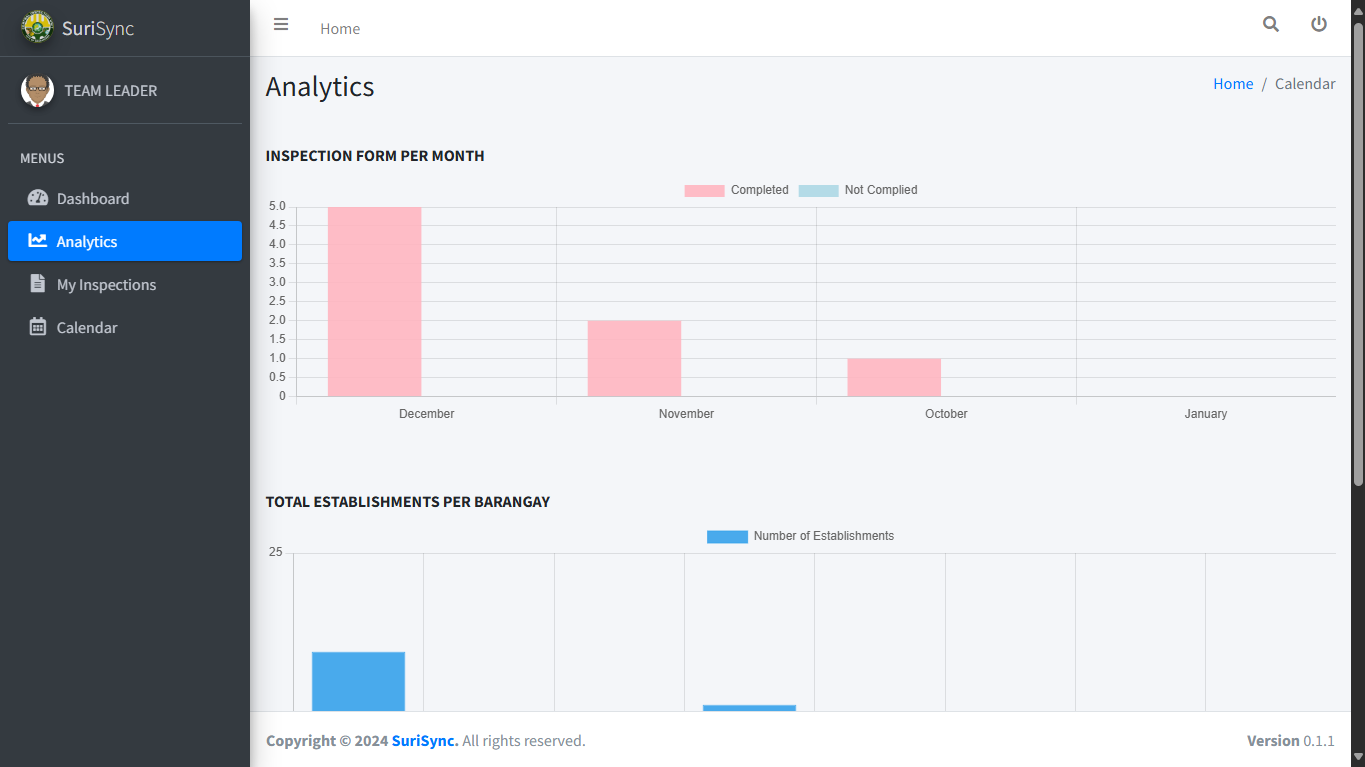 SuriSync
Home
TEAM LEADER
Analytics
Home / Calendar
MENUS
Dashboard
Analytics
My Inspections
Calendar
INSPECTION FORM PER MONTH
Completed Not Complied
5.0
4.5
4.0
3.5
3.0
2.5
2.0
1.5
1.0
0.5
0
December November October January
TOTAL ESTABLISHMENTS PER BARANGAY
Number of Establishments
25
Copyright © 2024 SuriSync. All rights reserved.
Version 0.1.1